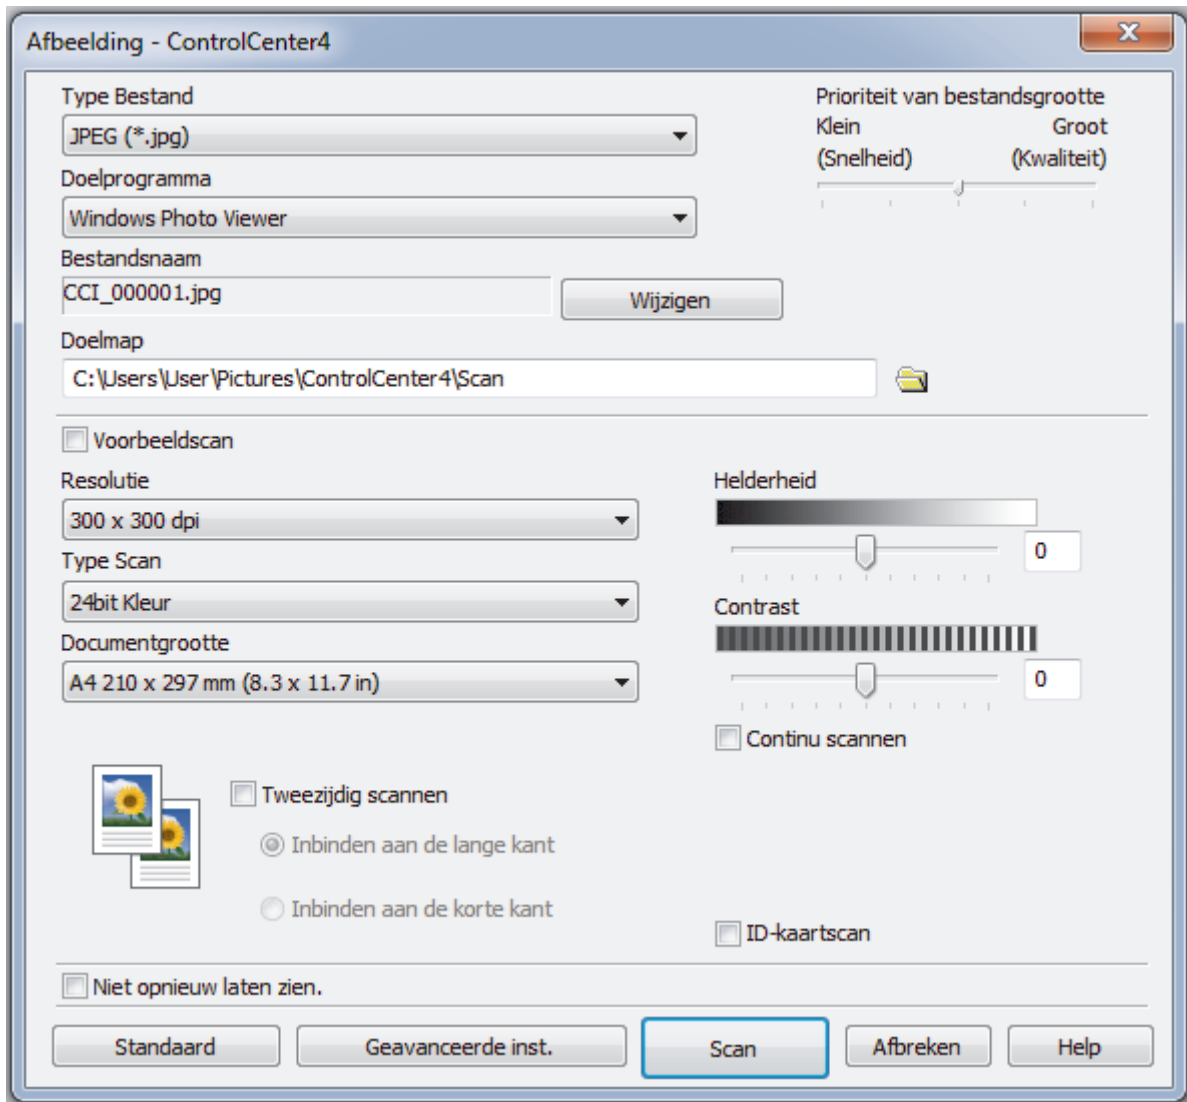 Afbeelding - ControlCenter4
Type Bestand
JPEG (*.jpg)
Doelprogramma
Windows Photo Viewer
Bestandsnaam
CCI_000001.jpg
Wijzigen
Doelmap
C:\Users\User\Pictures\ControlCenter4\Scan
Prioriteit van bestandsgrootte
Klein Groot
(Snelheid) (Kwaliteit)
Voorbeeldscan
Resolutie
300 x 300 dpi
Type Scan
24bit Kleur
Documentgrootte
A4 210 x 297 mm (8.3 x 11.7 in)
Helderheid
0
Contrast
0
Continu scannen
Tweezijdig scannen
Inbinden aan de lange kant
Inbinden aan de korte kant
ID-kaartscan
Niet opnieuw laten zien.
Standaard Geavanceerde inst. Scan Afbreken Help